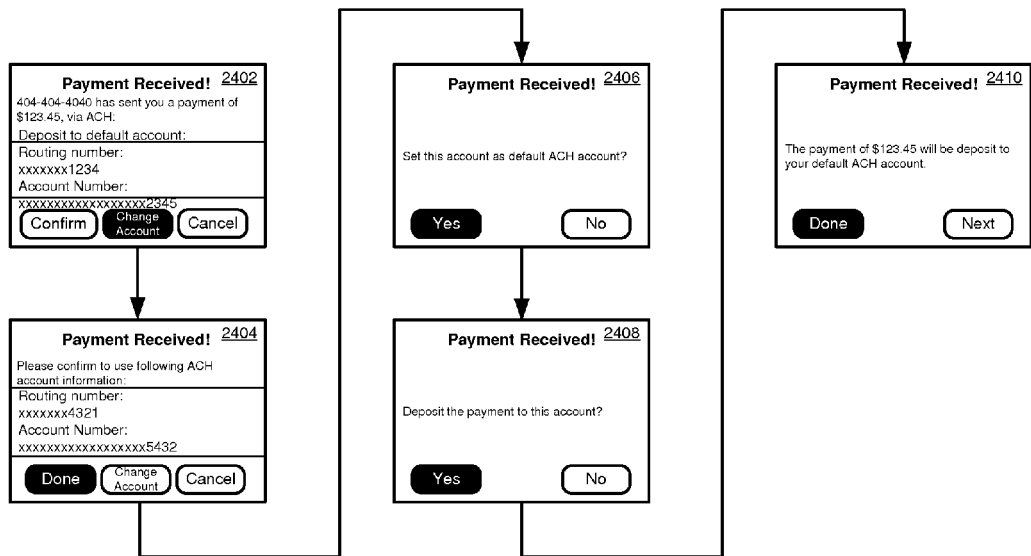 Payment Received! 2402
404-404-4040 has sent you a payment of
$123.45, via ACH:
Deposit to default account:
Routing number:
xxxxxxx1234
Account Number:
xxxxxxxxxxxxxxxxxx2345
Confirm
Change
Account
Cancel
Payment Received! 2404
Please confirm to use following ACH
account information:
Routing number:
xxxxxxx4321
Account Number:
xxxxxxxxxxxxxxxxxx5432
Done
Change
Account
Cancel
Payment Received! 2406
Set this account as default ACH account?
Yes
No
Payment Received! 2408
Deposit the payment to this account?
Yes
No
Payment Received! 2410
The payment of $123.45 will be deposit to
your default ACH account.
Done
Next